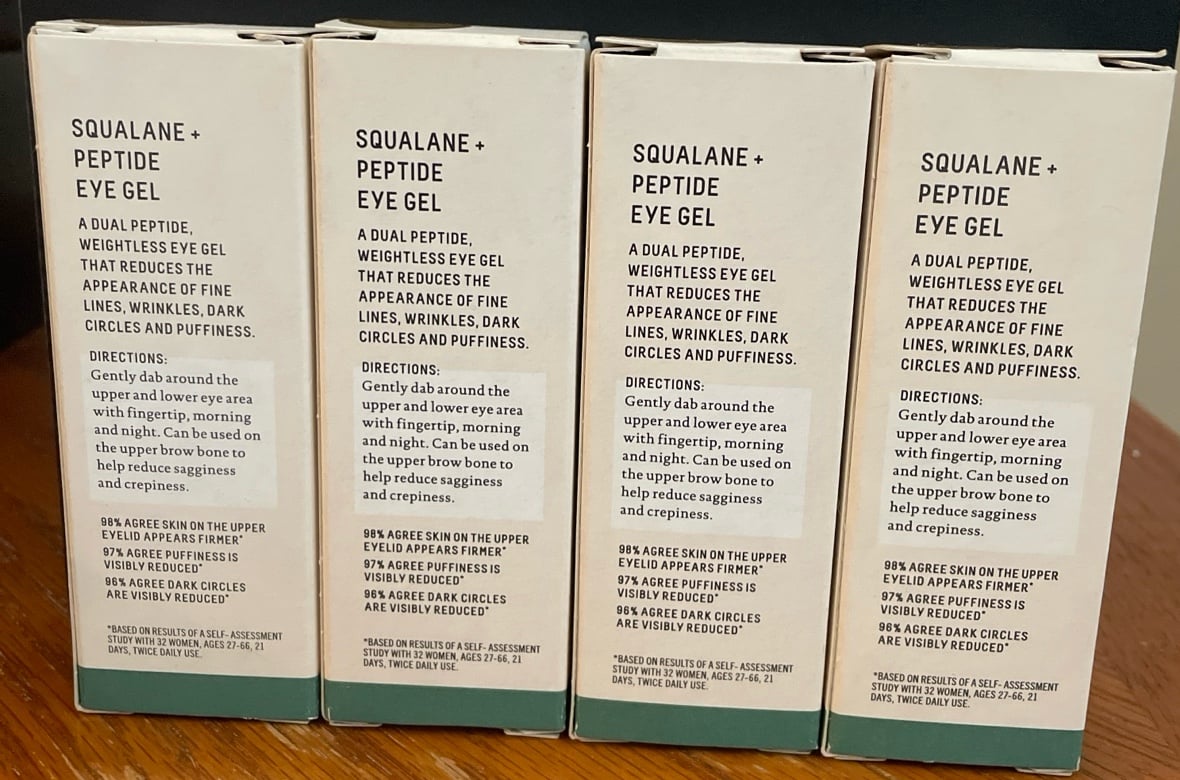 SQUALANE +
PEPTIDE
EYE GEL
A DUAL PEPTIDE,
WEIGHTLESS EYE GEL
THAT REDUCES THE
APPEARANCE OF FINE
LINES, WRINKLES, DARK
CIRCLES AND PUFFINESS.
DIRECTIONS:
Gently dab around the
upper and lower eye area
with fingertip, morning
and night. Can be used on
the upper brow bone to
help reduce sagginess
and crepiness.
98% AGREE SKIN ON THE UPPER
EYELID APPEARS FIRMER*
97% AGREE PUFFINESS IS
VISIBLY REDUCED*
96% AGREE DARK CIRCLES
ARE VISIBLY REDUCED*
*BASED ON RESULTS OF A SELF- ASSESSMENT
STUDY WITH 32 WOMEN, AGES 27-66, 21
DAYS, TWICE DAILY USE.
SQUALANE +
PEPTIDE
EYE GEL
A DUAL PEPTIDE,
WEIGHTLESS EYE GEL
THAT REDUCES THE
APPEARANCE OF FINE
LINES, WRINKLES, DARK
CIRCLES AND PUFFINESS.
DIRECTIONS:
Gently dab around the
upper and lower eye area
with fingertip, morning
and night. Can be used on
the upper brow bone to
help reduce sagginess
and crepiness.
98% AGREE SKIN ON THE UPPER
EYELID APPEARS FIRMER*
97% AGREE PUFFINESS IS
VISIBLY REDUCED*
96% AGREE DARK CIRCLES
ARE VISIBLY REDUCED*
*BASED ON RESULTS OF A SELF- ASSESSMENT
STUDY WITH 32 WOMEN, AGES 27-66, 21
DAYS, TWICE DAILY USE.
SQUALANE +
PEPTIDE
EYE GEL
A DUAL PEPTIDE,
WEIGHTLESS EYE GEL
THAT REDUCES THE
APPEARANCE OF FINE
LINES, WRINKLES, DARK
CIRCLES AND PUFFINESS.
DIRECTIONS:
Gently dab around the
upper and lower eye area
with fingertip, morning
and night. Can be used on
the upper brow bone to
help reduce sagginess
and crepiness.
98% AGREE SKIN ON THE UPPER
EYELID APPEARS FIRMER*
97% AGREE PUFFINESS IS
VISIBLY REDUCED*
96% AGREE DARK CIRCLES
ARE VISIBLY REDUCED*
*BASED ON RESULTS OF A SELF- ASSESSMENT
STUDY WITH 32 WOMEN, AGES 27-66, 21
DAYS, TWICE DAILY USE.
SQUALANE +
PEPTIDE
EYE GEL
A DUAL PEPTIDE,
WEIGHTLESS EYE GEL
THAT REDUCES THE
APPEARANCE OF FINE
LINES, WRINKLES, DARK
CIRCLES AND PUFFINESS.
DIRECTIONS:
Gently dab around the
upper and lower eye area
with fingertip, morning
and night. Can be used on
the upper brow bone to
help reduce sagginess
and crepiness.
98% AGREE SKIN ON THE UPPER
EYELID APPEARS FIRMER*
97% AGREE PUFFINESS IS
VISIBLY REDUCED*
96% AGREE DARK CIRCLES
ARE VISIBLY REDUCED*
*BASED ON RESULTS OF A SELF- ASSESSMENT
STUDY WITH 32 WOMEN, AGES 27-66, 21
DAYS, TWICE DAILY USE.